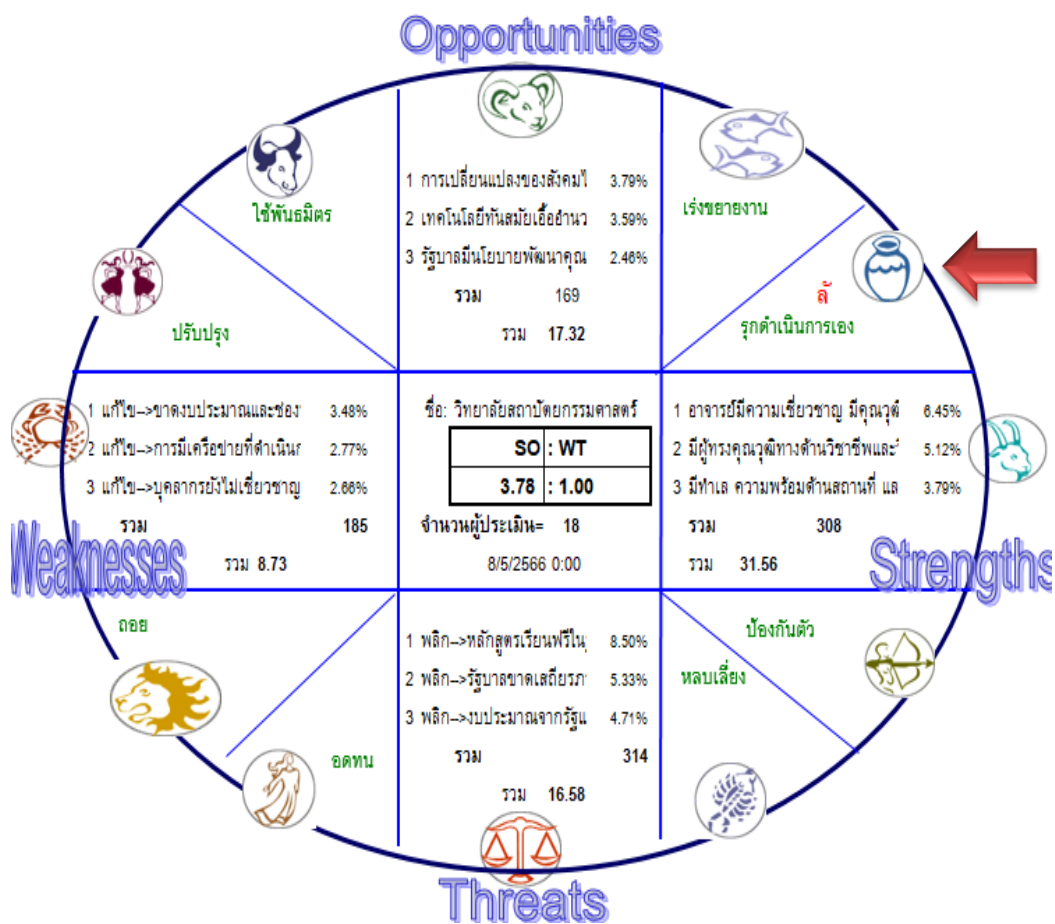 Opportunities
1 การเปลี่ยนแปลงของสังคมไ 3.79%
2 เทคโนโลยีทันสมัยเอื้ออำนว 3.59%
3 รัฐบาลมีนโยบายพัฒนาคุณ 2.46%
รวม 169
รวม 17.32
ใช้พันธมิตร
ปรับปรุง
เร่งขยายงาน
ลั
รุกดำเนินการเอง
1 แก้ไข-->ขาดงบประมาณและช่อง 3.48%
2 แก้ไข-->การมีเครือข่ายที่ดำเนินก 2.77%
3 แก้ไข-->บุคลากรยังไม่เชี่ยวชาญ 2.66%
รวม 185
รวม 8.73
Weaknesses
ชื่อ: วิทยาลัยสถาปัตยกรรมศาสตร์
SO : WT
3.78 : 1.00
จำนวนผู้ประเมิน= 18
8/5/2566 0:00
1 อาจารย์มีความเชี่ยวชาญ มีคุณวุฒิ 6.45%
2 มีผู้ทรงคุณวุฒิทางด้านวิชาชีพและ 5.12%
3 มีทำเล ความพร้อมด้านสถานที่ แล 3.79%
รวม 308
รวม 31.56
Strengths
ถอย
อดทน
1 พลิก-->หลักสูตรเรียนฟรีใน 8.50%
2 พลิก-->รัฐบาลขาดเสถียรภา 5.33%
3 พลิก-->งบประมาณจากรัฐแ 4.71%
รวม 314
รวม 16.58
ป้องกันตัว
หลบเลี่ยง
Threats